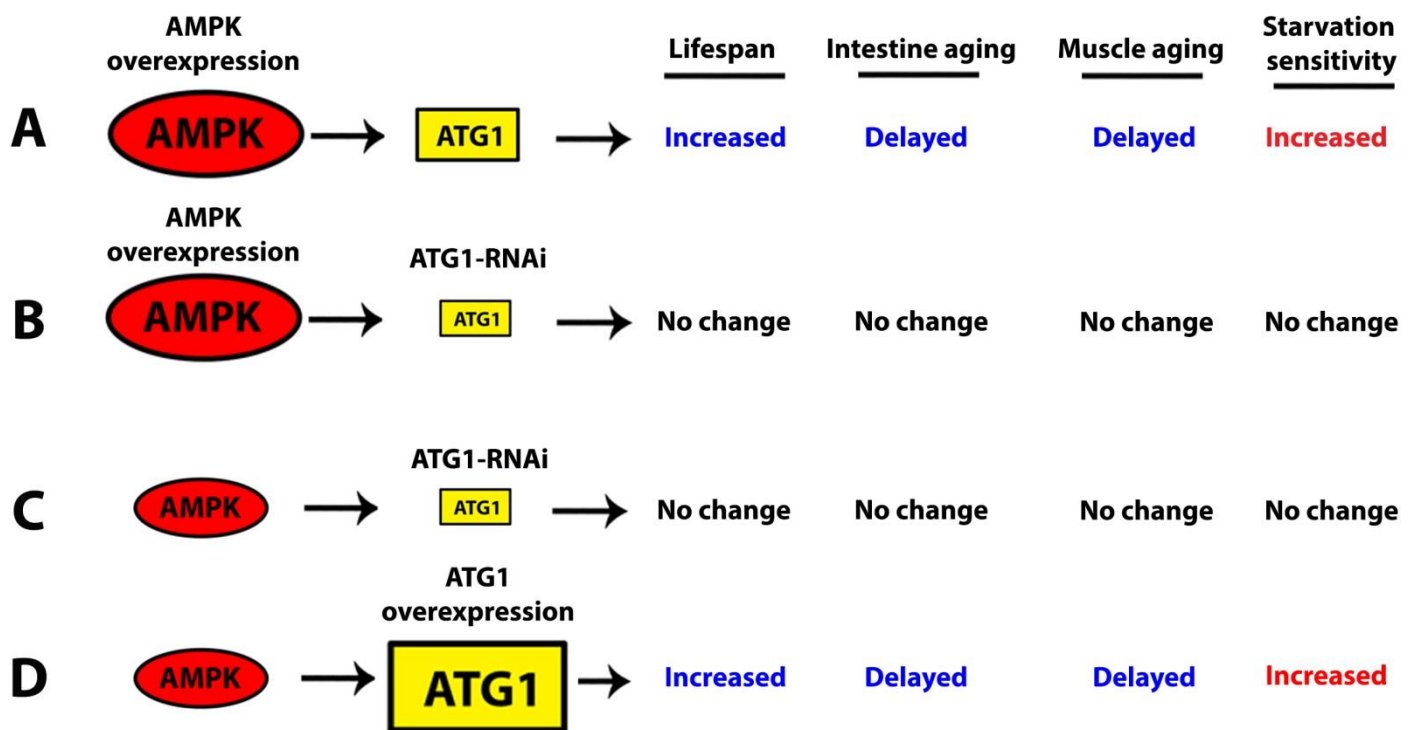 AMPK
overexpression
Lifespan
Intestine aging
Muscle aging
Starvation
sensitivity
A
AMPK
ATG1
Increased
Delayed
Delayed
Increased
AMPK
overexpression
ATG1-RNAi
B
AMPK
ATG1
No change
No change
No change
No change
ATG1-RNAi
C
AMPK
ATG1
No change
No change
No change
No change
ATG1
overexpression
D
AMPK
ATG1
Increased
Delayed
Delayed
Increased